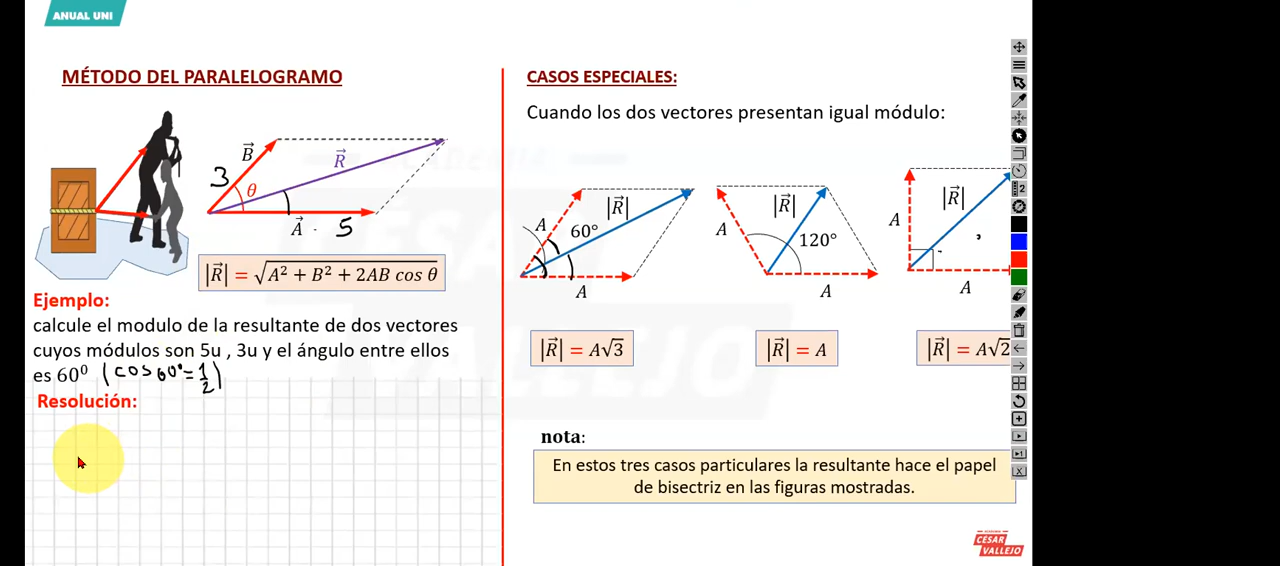 ANUAL UNI
MÉTODO DEL PARALELOGRAMO
B⃗
R⃗
3
θ
A⃗
5
|R⃗| = √(A² + B² + 2AB cos θ)
Ejemplo:
calcule el modulo de la resultante de dos vectores
cuyos módulos son 5u , 3u y el ángulo entre ellos
es 60⁰ (cos 60° = 1/2)
Resolución:
CASOS ESPECIALES:
Cuando los dos vectores presentan igual módulo:
|R⃗|
A
60°
A
|R⃗| = A√3
|R⃗|
A
120°
A
|R⃗| = A
|R⃗|
A
A
|R⃗| = A√2
nota:
En estos tres casos particulares la resultante hace el papel
de bisectriz en las figuras mostradas.
ACADEMIA
CÉSAR
VALLEJO